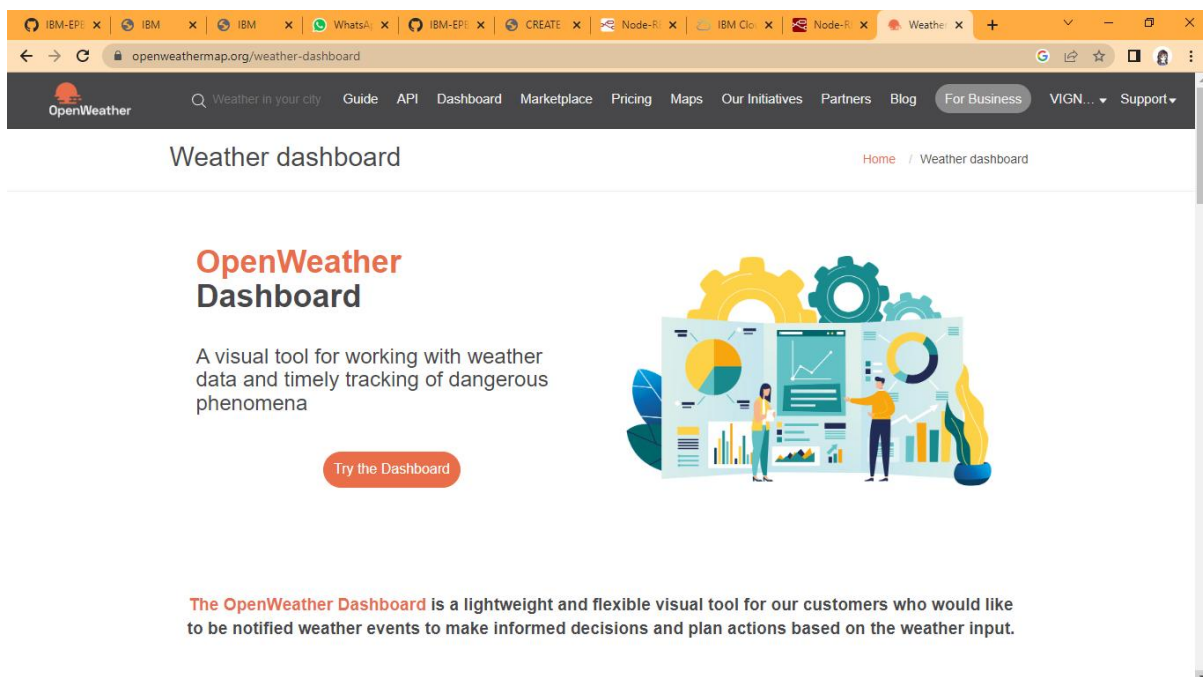 IBM-EPE
IBM
IBM
WhatsA
IBM-EPE
CREATE
Node-R
IBM Clo
Node-R
Weathe
openweathermap.org/weather-dashboard
OpenWeather
Weather in your city
Guide
API
Dashboard
Marketplace
Pricing
Maps
Our Initiatives
Partners
Blog
For Business
VIGN...
Support
Weather dashboard
Home / Weather dashboard
OpenWeather
Dashboard
A visual tool for working with weather
data and timely tracking of dangerous
phenomena
Try the Dashboard
The OpenWeather Dashboard is a lightweight and flexible visual tool for our customers who would like
to be notified weather events to make informed decisions and plan actions based on the weather input.